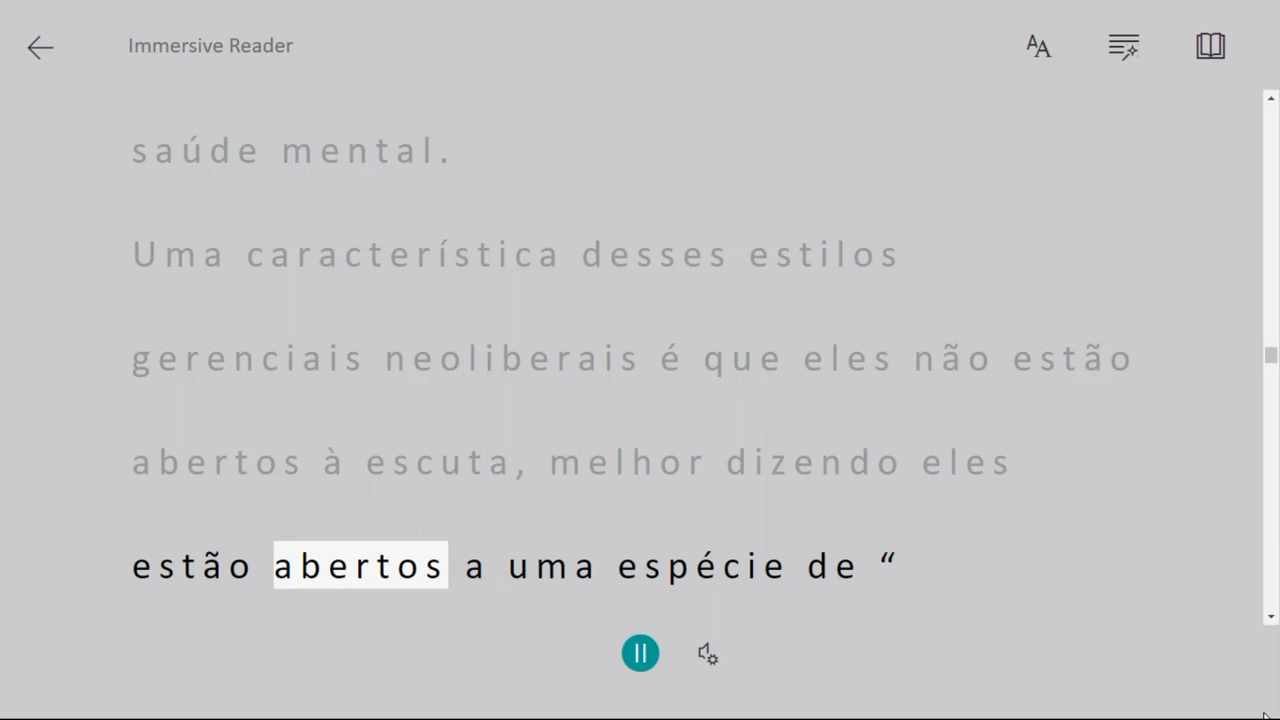 Immersive Reader
saúde mental.
Uma característica desses estilos
gerenciais neoliberais é que eles não estão
abertos à escuta, melhor dizendo eles
estão abertos a uma espécie de “